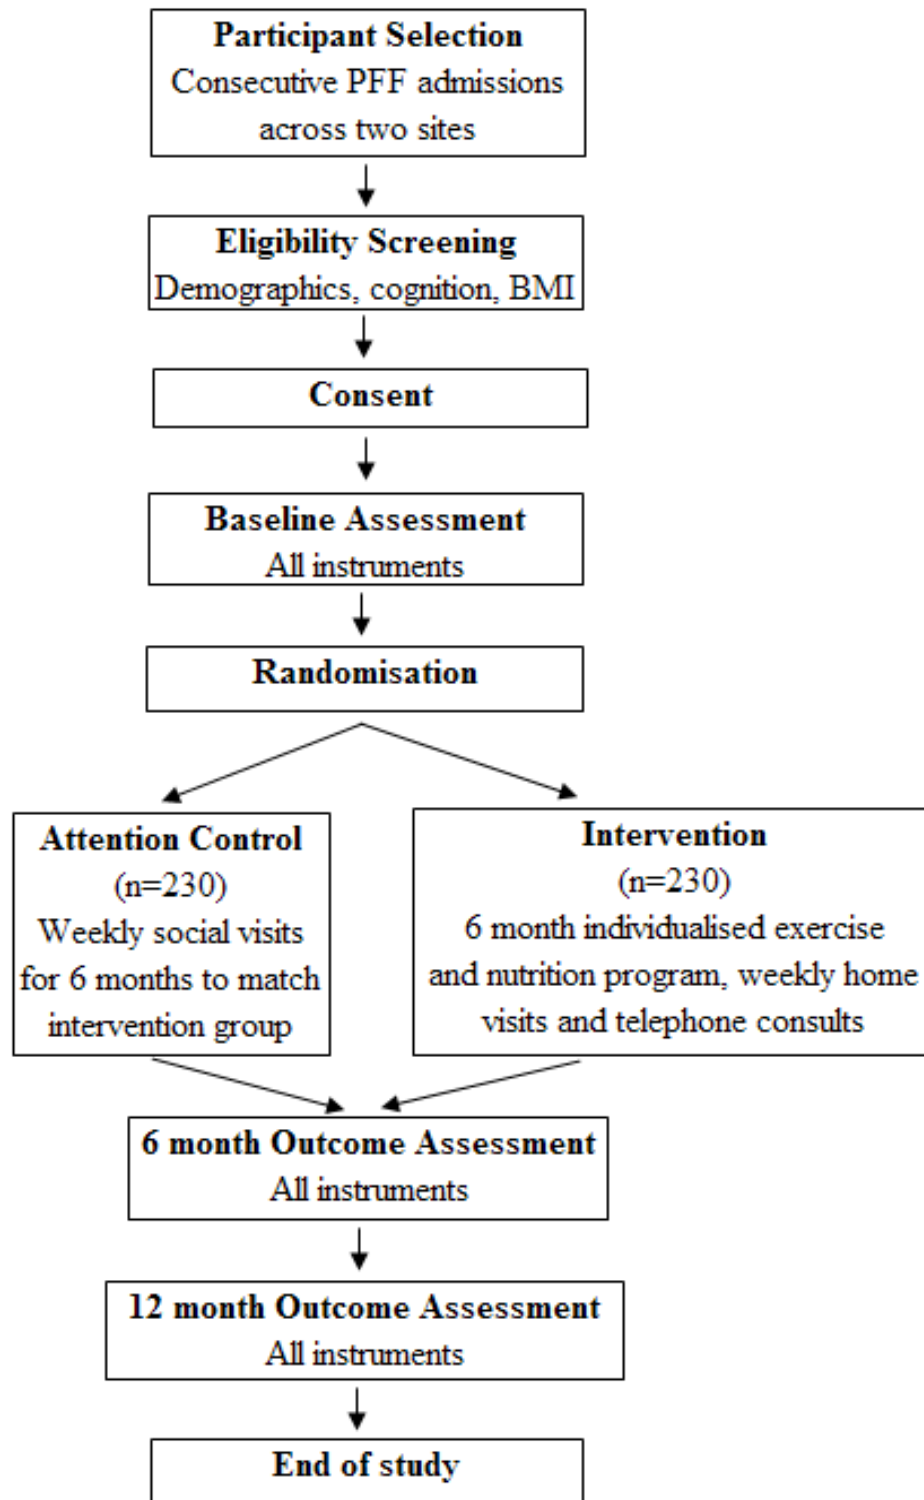 Participant Selection
Consecutive PFF admissions
across two sites
Eligibility Screening
Demographics, cognition, BMI
Consent
Baseline Assessment
All instruments
Randomisation
Attention Control
(n=230)
Weekly social visits
for 6 months to match
intervention group
Intervention
(n=230)
6 month individualised exercise
and nutrition program, weekly home
visits and telephone consults
6 month Outcome Assessment
All instruments
12 month Outcome Assessment
All instruments
End of study